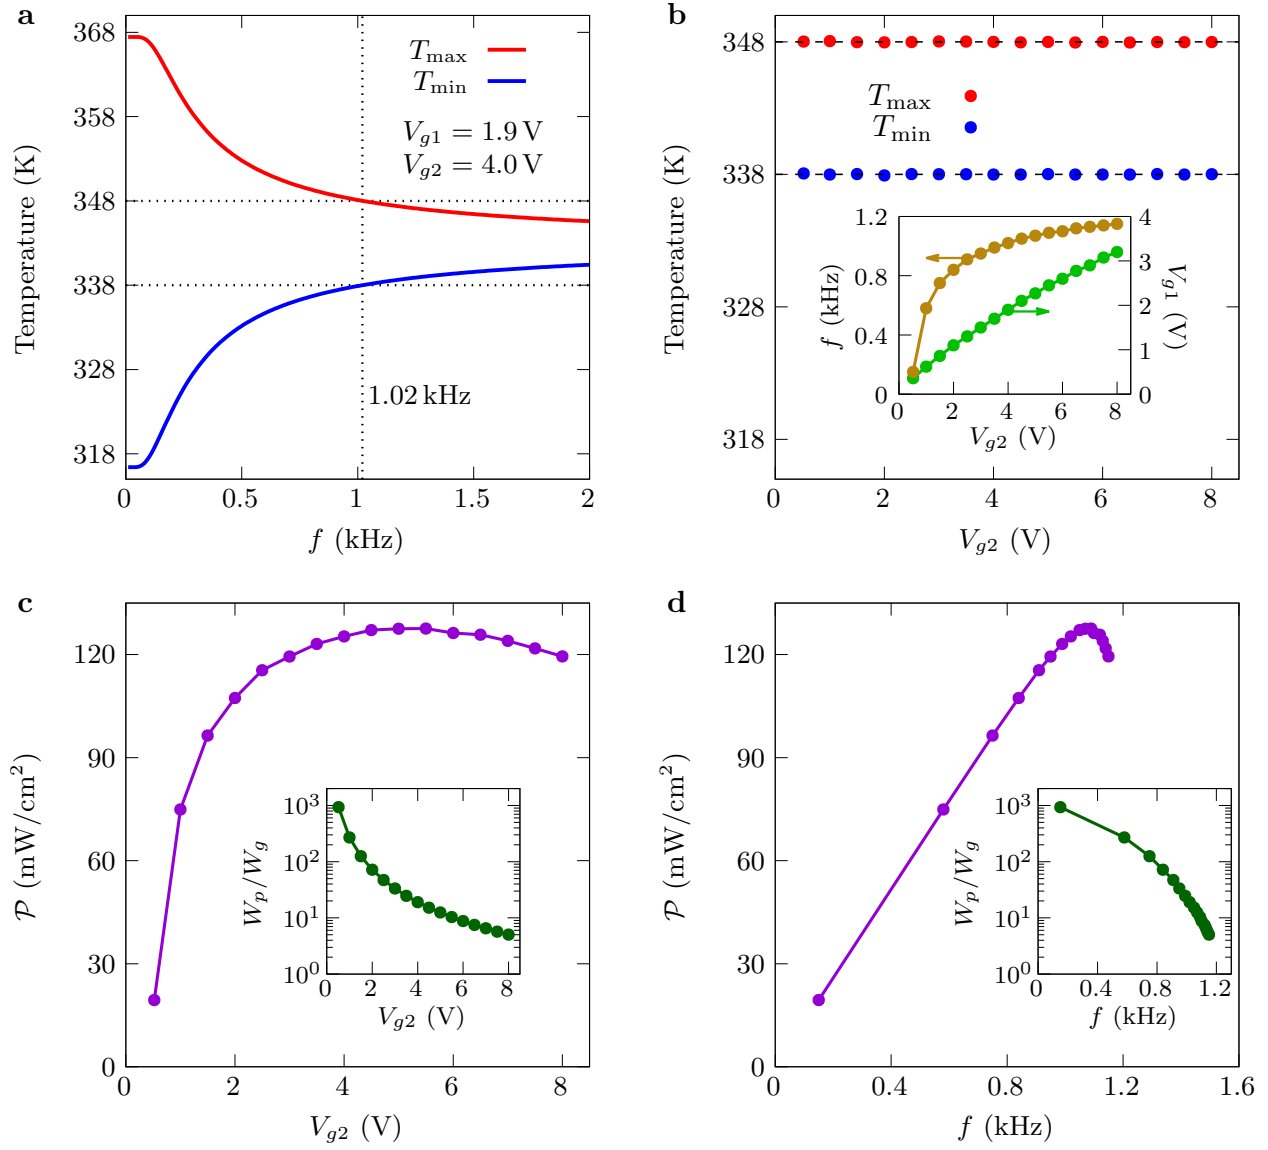 a
368
358
348
338
328
318
Temperature (K)
T_max
T_min
V_g1 = 1.9 V
V_g2 = 4.0 V
1.02 kHz
0 0.5 1 1.5 2
f (kHz)
b
348
338
328
318
Temperature (K)
T_max
T_min
1.2
0.8
0.4
0
f (kHz)
4
3
2
1
0
V_g1 (V)
0 2 4 6 8
V_g2 (V)
0 2 4 6 8
V_g2 (V)
c
120
90
60
30
0
𝒫 (mW/cm²)
10³
10²
10¹
10⁰
W_p/W_g
0 2 4 6 8
V_g2 (V)
0 2 4 6 8
V_g2 (V)
d
120
90
60
30
0
𝒫 (mW/cm²)
10³
10²
10¹
10⁰
W_p/W_g
0 0.4 0.8 1.2
f (kHz)
0 0.4 0.8 1.2 1.6
f (kHz)